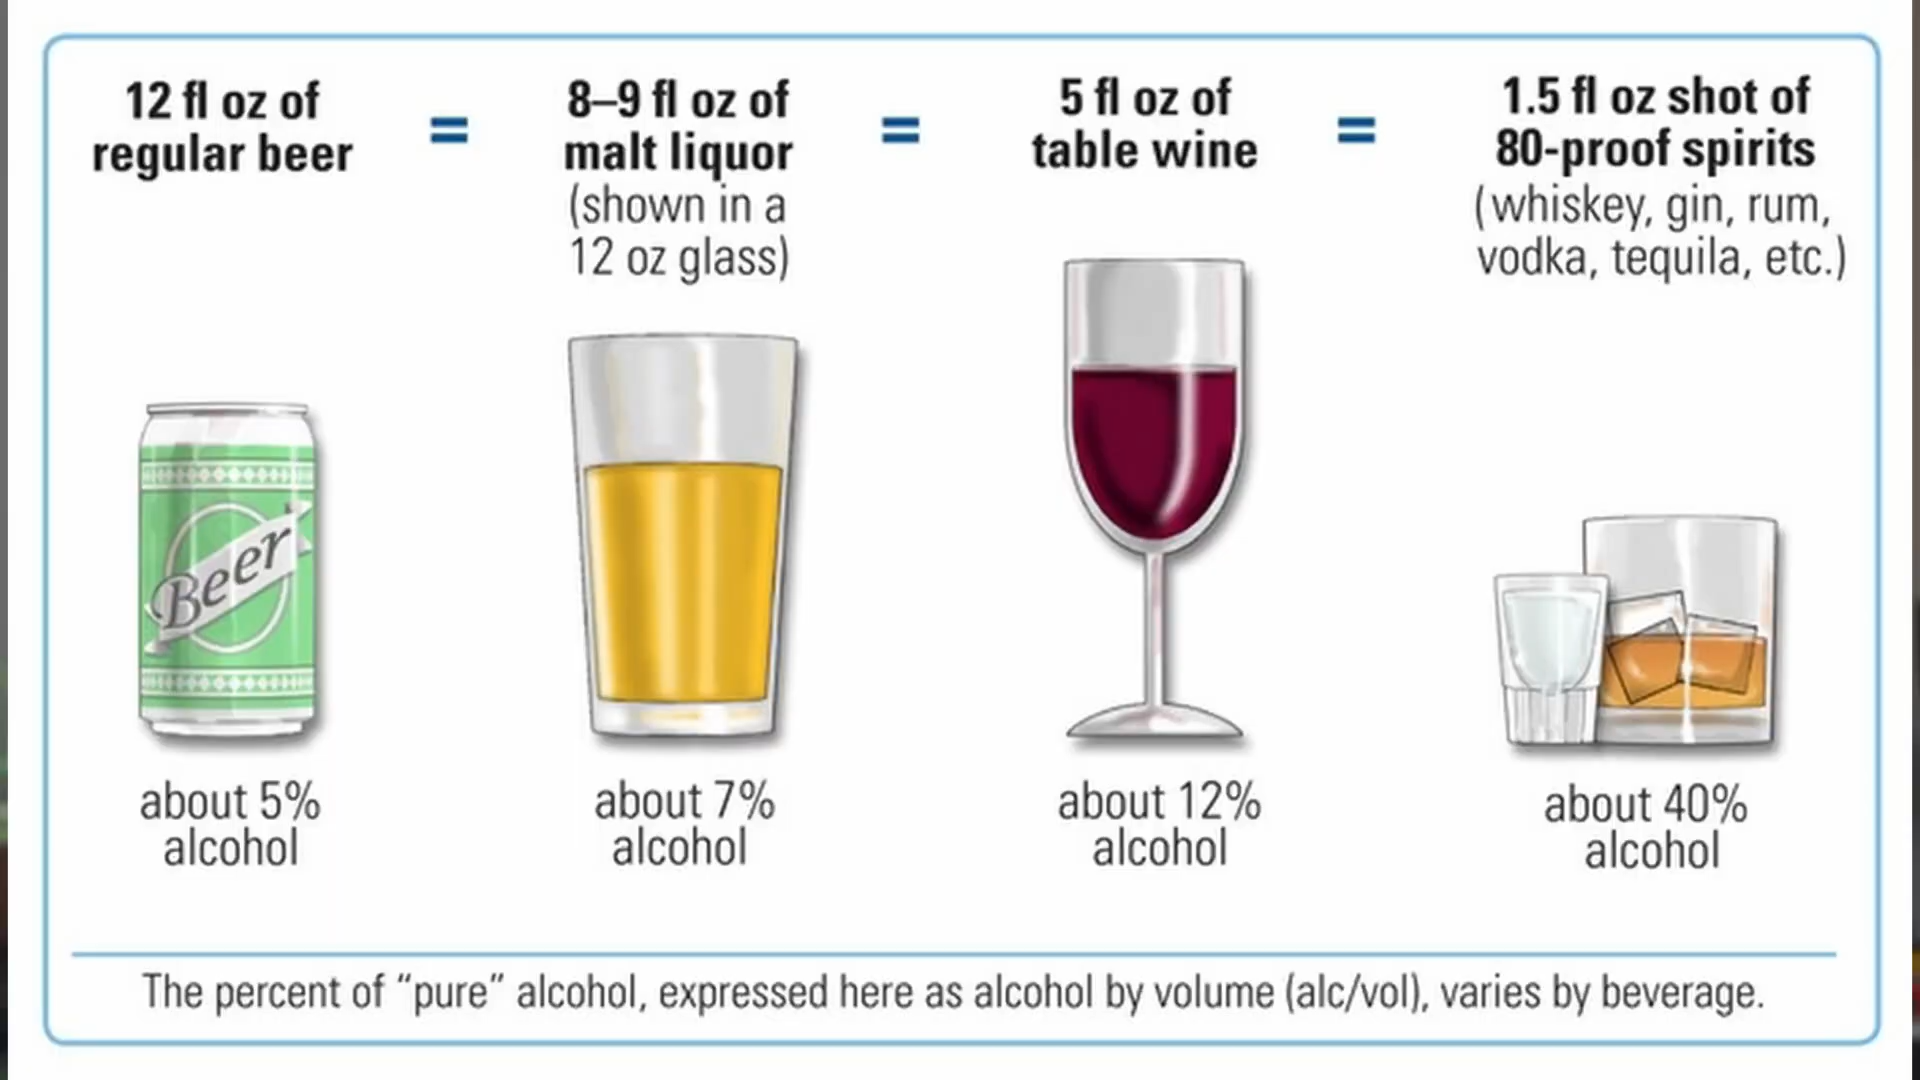 12 fl oz of
regular beer
=
8–9 fl oz of
malt liquor
(shown in a
12 oz glass)
=
5 fl oz of
table wine
=
1.5 fl oz shot of
80-proof spirits
(whiskey, gin, rum,
vodka, tequila, etc.)
Beer
about 5%
alcohol
about 7%
alcohol
about 12%
alcohol
about 40%
alcohol
The percent of “pure” alcohol, expressed here as alcohol by volume (alc/vol), varies by beverage.